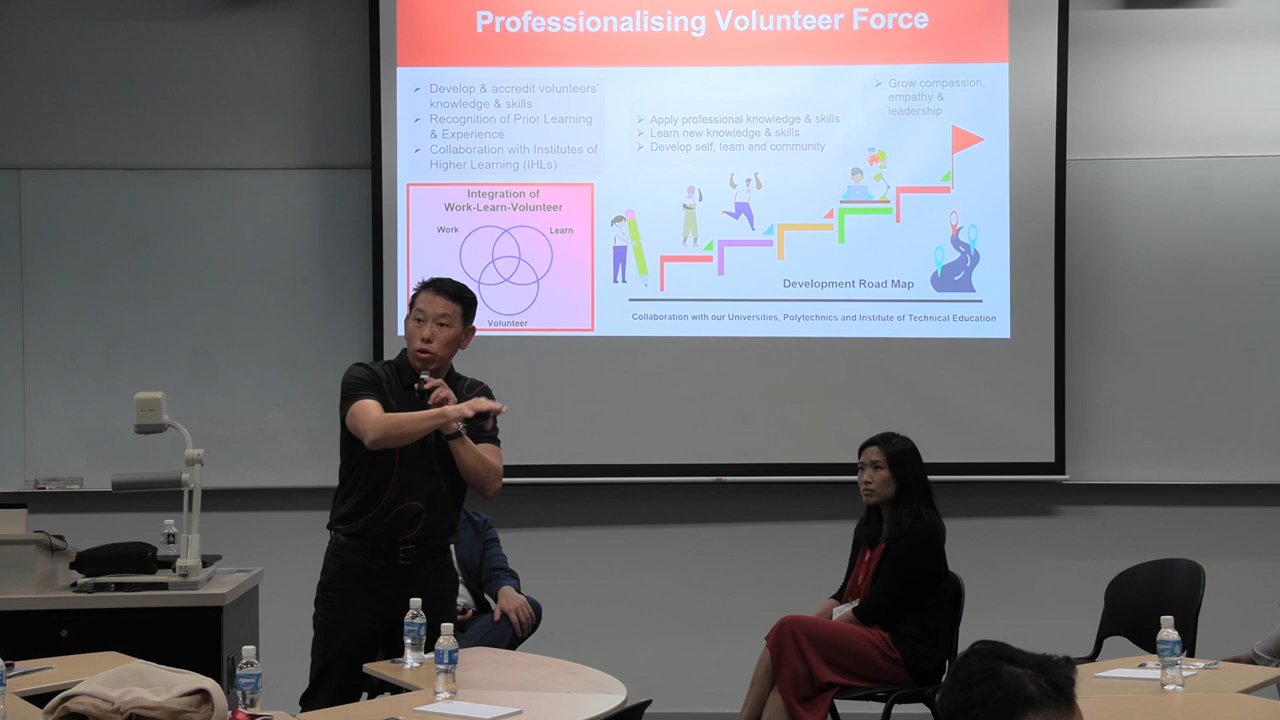 Professionalising Volunteer Force
Develop & accredit volunteers'
knowledge & skills
Recognition of Prior Learning
& Experience
Collaboration with Institutes of
Higher Learning (IHLs)
Apply professional knowledge & skills
Learn new knowledge & skills
Develop self, team and community
Grow compassion,
empathy &
leadership
Integration of
Work-Learn-Volunteer
Work
Learn
Volunteer
Development Road Map
Collaboration with our Universities, Polytechnics and Institute of Technical Education